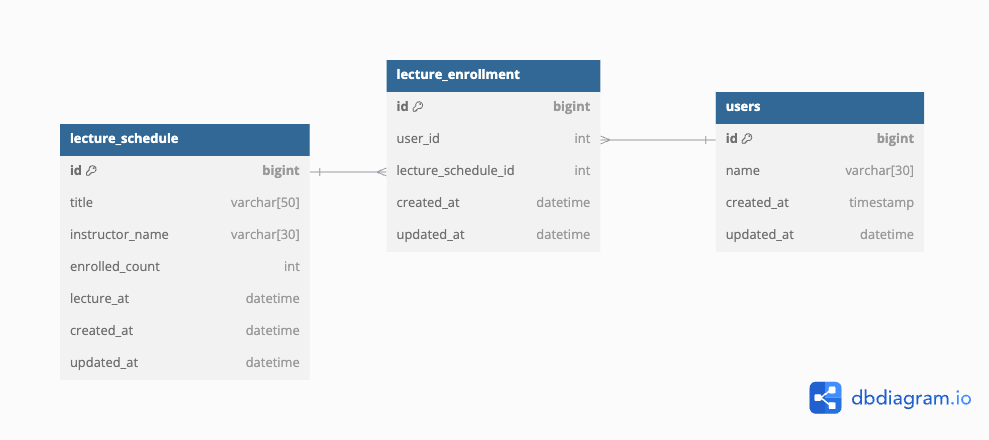 lecture_schedule
id bigint
title varchar[50]
instructor_name varchar[30]
enrolled_count int
lecture_at datetime
created_at datetime
updated_at datetime
lecture_enrollment
id bigint
user_id int
lecture_schedule_id int
created_at datetime
updated_at datetime
users
id bigint
name varchar[30]
created_at timestamp
updated_at datetime
dbdiagram.io